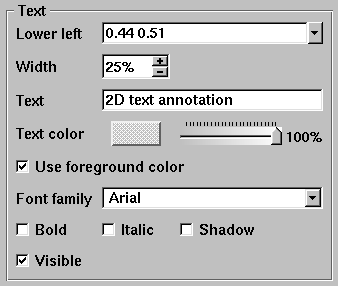 Text
Lower left 0.44 0.51
Width 25%
Text 2D text annotation
Text color 100%
Use foreground color
Font family Arial
Bold Italic Shadow
Visible